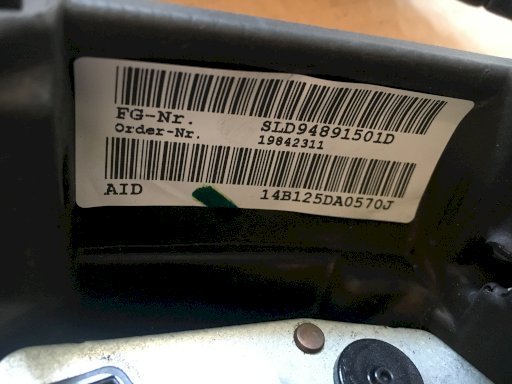 FG-Nr. SLD94891501D
Order-Nr. 19842311
AID 14B125DA0570J